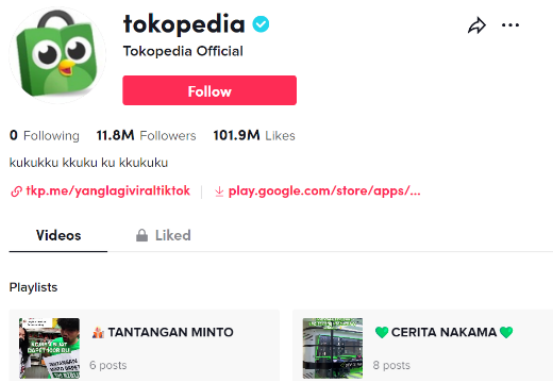 tokopedia
Tokopedia Official
Follow
0 Following 11.8M Followers 101.9M Likes
kukukku kkuku ku kkukuku
tkp.me/yanglagiviraltiktok
play.google.com/store/apps/...
Videos
Liked
Playlists
TANTANGAN MINTO
6 posts
CERITA NAKAMA
8 posts